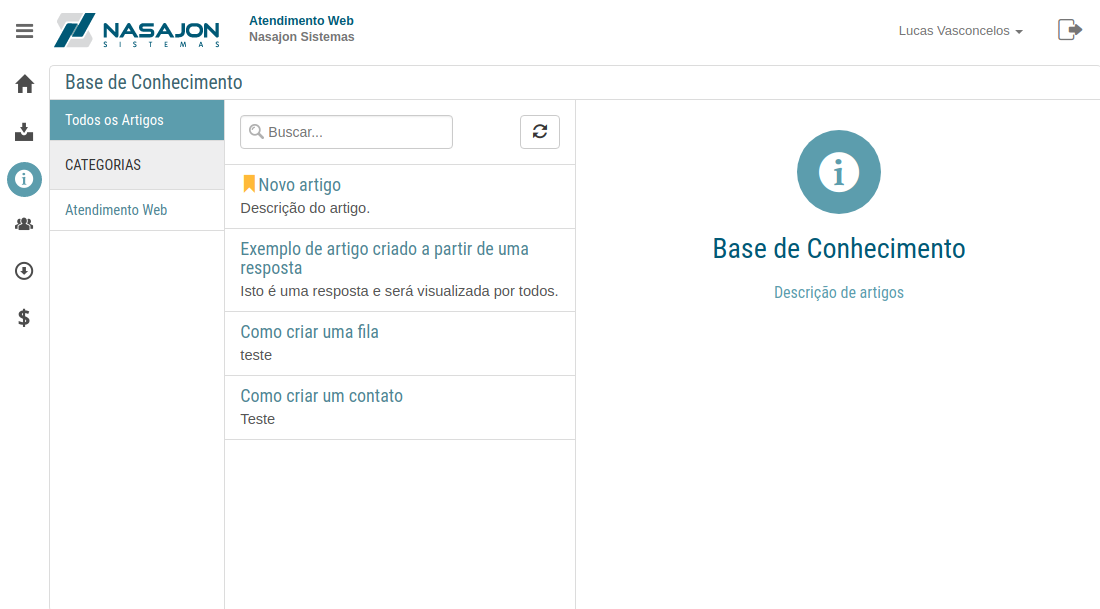 NASAJON
SISTEMAS
Atendimento Web
Nasajon Sistemas
Lucas Vasconcelos
Base de Conhecimento
Todos os Artigos
CATEGORIAS
Atendimento Web
Buscar...
Novo artigo
Descrição do artigo.
Exemplo de artigo criado a partir de uma
resposta
Isto é uma resposta e será visualizada por todos.
Como criar uma fila
teste
Como criar um contato
Teste
Base de Conhecimento
Descrição de artigos